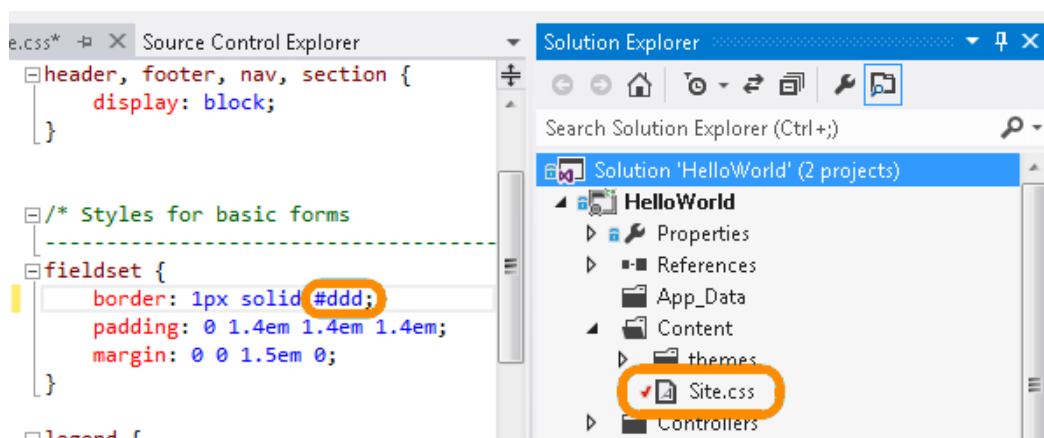 e.css* Source Control Explorer
header, footer, nav, section {
display: block;
}
/* Styles for basic forms
-------------------------------------
fieldset {
border: 1px solid #ddd;
padding: 0 1.4em 1.4em 1.4em;
margin: 0 0 1.5em 0;
}
legend {
Solution Explorer
Search Solution Explorer (Ctrl+;)
Solution 'HelloWorld' (2 projects)
HelloWorld
Properties
References
App_Data
Content
themes
Site.css
Controllers